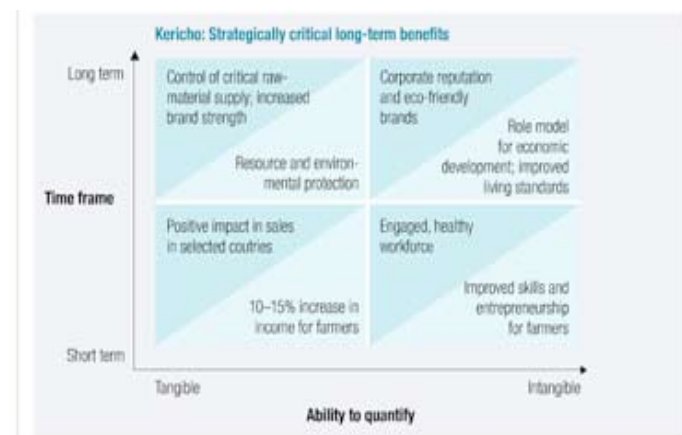 Kericho: Strategically critical long-term benefits
Long term
Control of critical raw-
material supply; increased
brand strength
Resource and environ-
mental protection
Corporate reputation
and eco-friendly
brands
Role model
for economic
development; improved
living standards
Time frame
Positive impact in sales
in selected coutries
10–15% increase in
income for farmers
Engaged, healthy
workforce
Improved skills and
entrepreneurship
for farmers
Short term
Tangible
Intangible
Ability to quantify